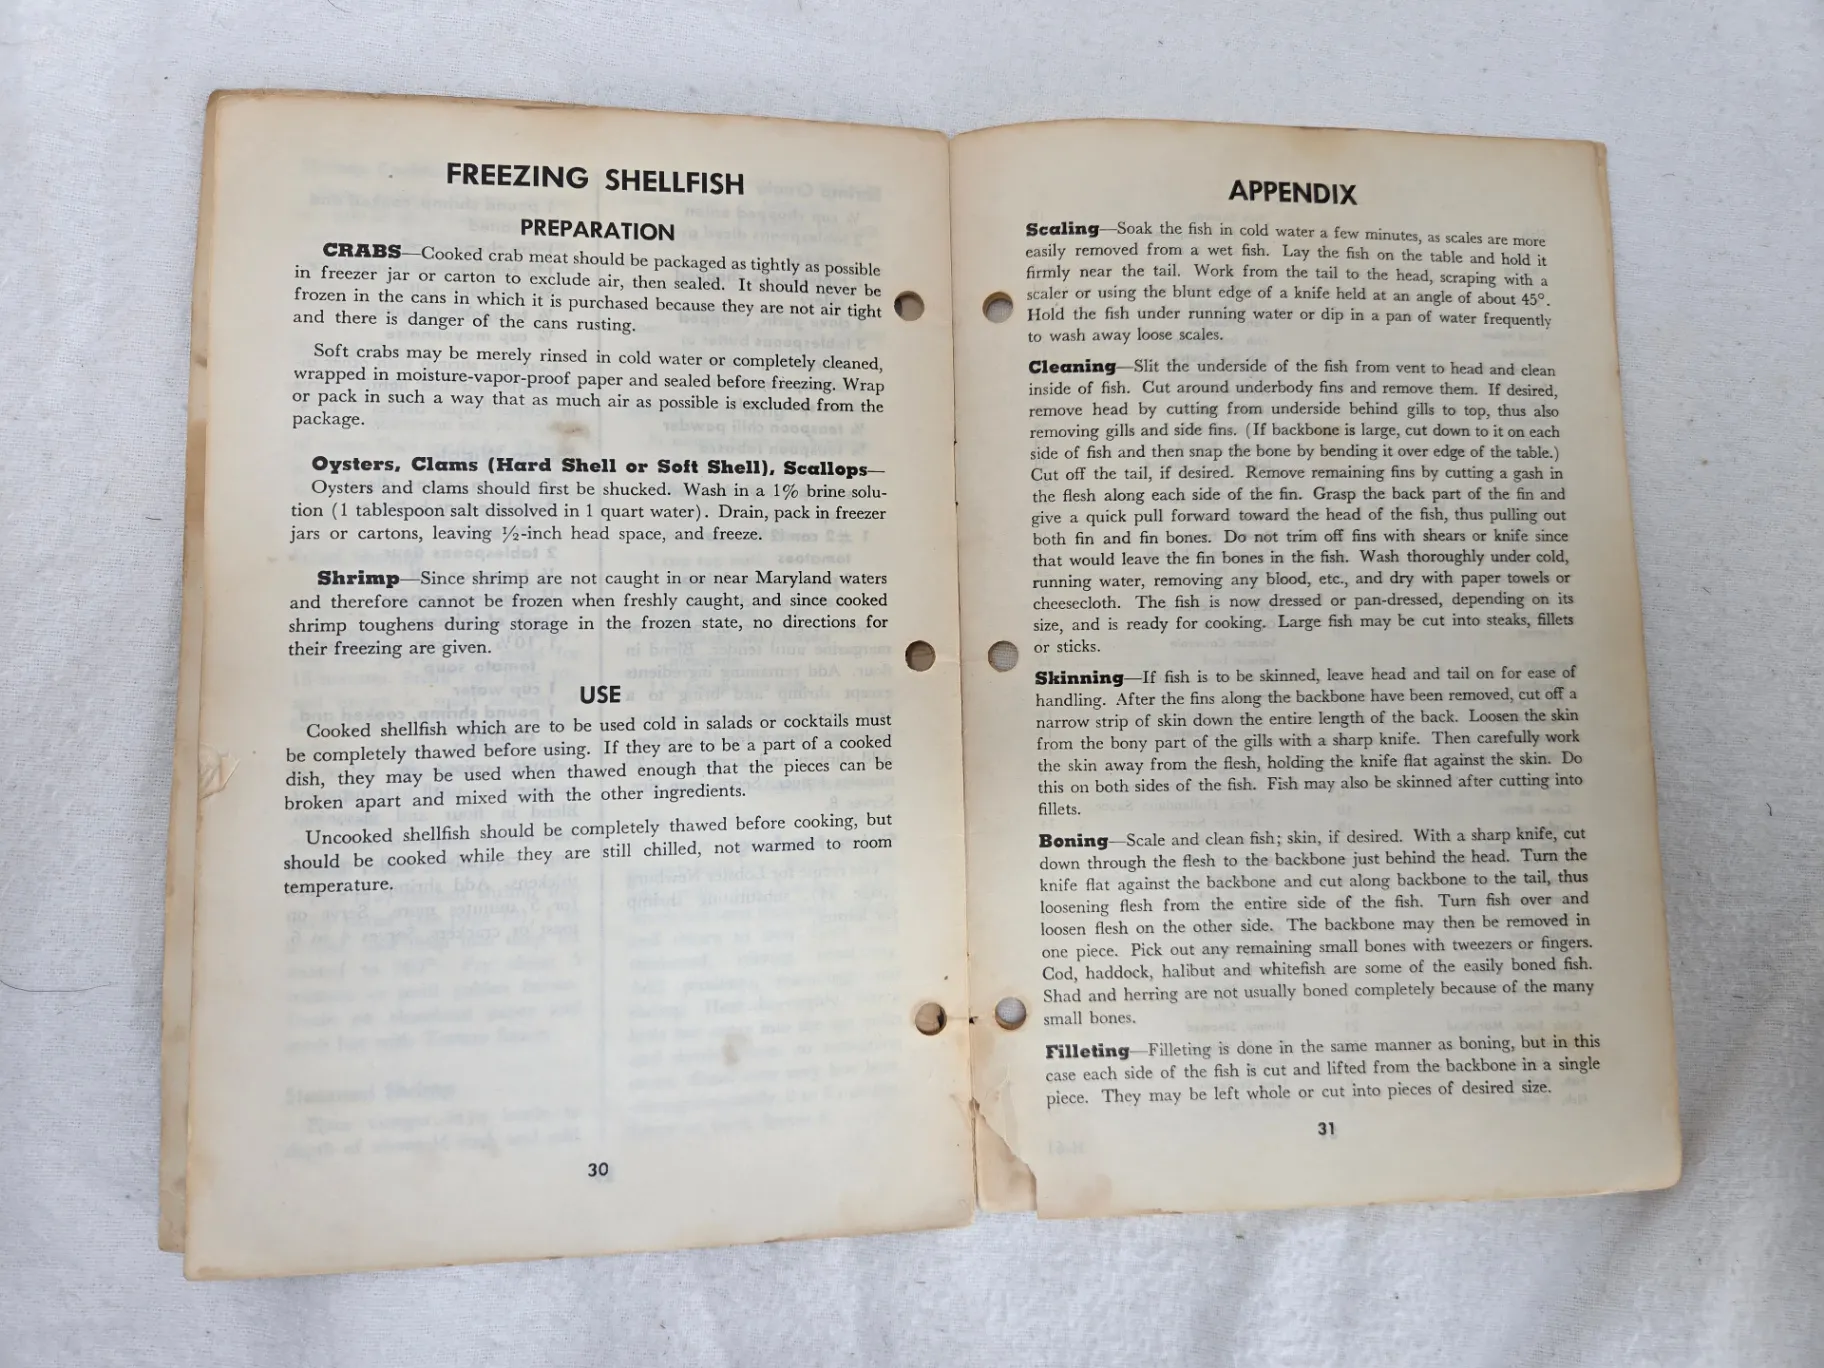 FREEZING SHELLFISH
PREPARATION
CRABS—Cooked crab meat should be packaged as tightly as possible
in freezer jar or carton to exclude air, then sealed. It should never be
frozen in the cans in which it is purchased because they are not air tight
and there is danger of the cans rusting.
Soft crabs may be merely rinsed in cold water or completely cleaned,
wrapped in moisture-vapor-proof paper and sealed before freezing. Wrap
or pack in such a way that as much air as possible is excluded from the
package.
Oysters, Clams (Hard Shell or Soft Shell), Scallops—
Oysters and clams should first be shucked. Wash in a 1% brine solu-
tion (1 tablespoon salt dissolved in 1 quart water). Drain, pack in freezer
jars or cartons, leaving ½-inch head space, and freeze.
Shrimp—Since shrimp are not caught in or near Maryland waters
and therefore cannot be frozen when freshly caught, and since cooked
shrimp toughens during storage in the frozen state, no directions for
their freezing are given.
USE
Cooked shellfish which are to be used cold in salads or cocktails must
be completely thawed before using. If they are to be a part of a cooked
dish, they may be used when thawed enough that the pieces can be
broken apart and mixed with the other ingredients.
Uncooked shellfish should be completely thawed before cooking, but
should be cooked while they are still chilled, not warmed to room
temperature.
30
APPENDIX
Scaling—Soak the fish in cold water a few minutes, as scales are more
easily removed from a wet fish. Lay the fish on the table and hold it
firmly near the tail. Work from the tail to the head, scraping with a
scaler or using the blunt edge of a knife held at an angle of about 45°.
Hold the fish under running water or dip in a pan of water frequently
to wash away loose scales.
Cleaning—Slit the underside of the fish from vent to head and clean
inside of fish. Cut around underbody fins and remove them. If desired,
remove head by cutting from underside behind gills to top, thus also
removing gills and side fins. (If backbone is large, cut down to it on each
side of fish and then snap the bone by bending it over edge of the table.)
Cut off the tail, if desired. Remove remaining fins by cutting a gash in
the flesh along each side of the fin. Grasp the back part of the fin and
give a quick pull forward toward the head of the fish, thus pulling out
both fin and fin bones. Do not trim off fins with shears or knife since
that would leave the fin bones in the fish. Wash thoroughly under cold,
running water, removing any blood, etc., and dry with paper towels or
cheesecloth. The fish is now dressed or pan-dressed, depending on its
size, and is ready for cooking. Large fish may be cut into steaks, fillets
or sticks.
Skinning—If fish is to be skinned, leave head and tail on for ease of
handling. After the fins along the backbone have been removed, cut off a
narrow strip of skin down the entire length of the back. Loosen the skin
from the bony part of the gills with a sharp knife. Then carefully work
the skin away from the flesh, holding the knife flat against the skin. Do
this on both sides of the fish. Fish may also be skinned after cutting into
fillets.
Boning—Scale and clean fish; skin, if desired. With a sharp knife, cut
down through the flesh to the backbone just behind the head. Turn the
knife flat against the backbone and cut along backbone to the tail, thus
loosening flesh from the entire side of the fish. Turn fish over and
loosen flesh on the other side. The backbone may then be removed in
one piece. Pick out any remaining small bones with tweezers or fingers.
Cod, haddock, halibut and whitefish are some of the easily boned fish.
Shad and herring are not usually boned completely because of the many
small bones.
Filleting—Filleting is done in the same manner as boning, but in this
case each side of the fish is cut and lifted from the backbone in a single
piece. They may be left whole or cut into pieces of desired size.
31